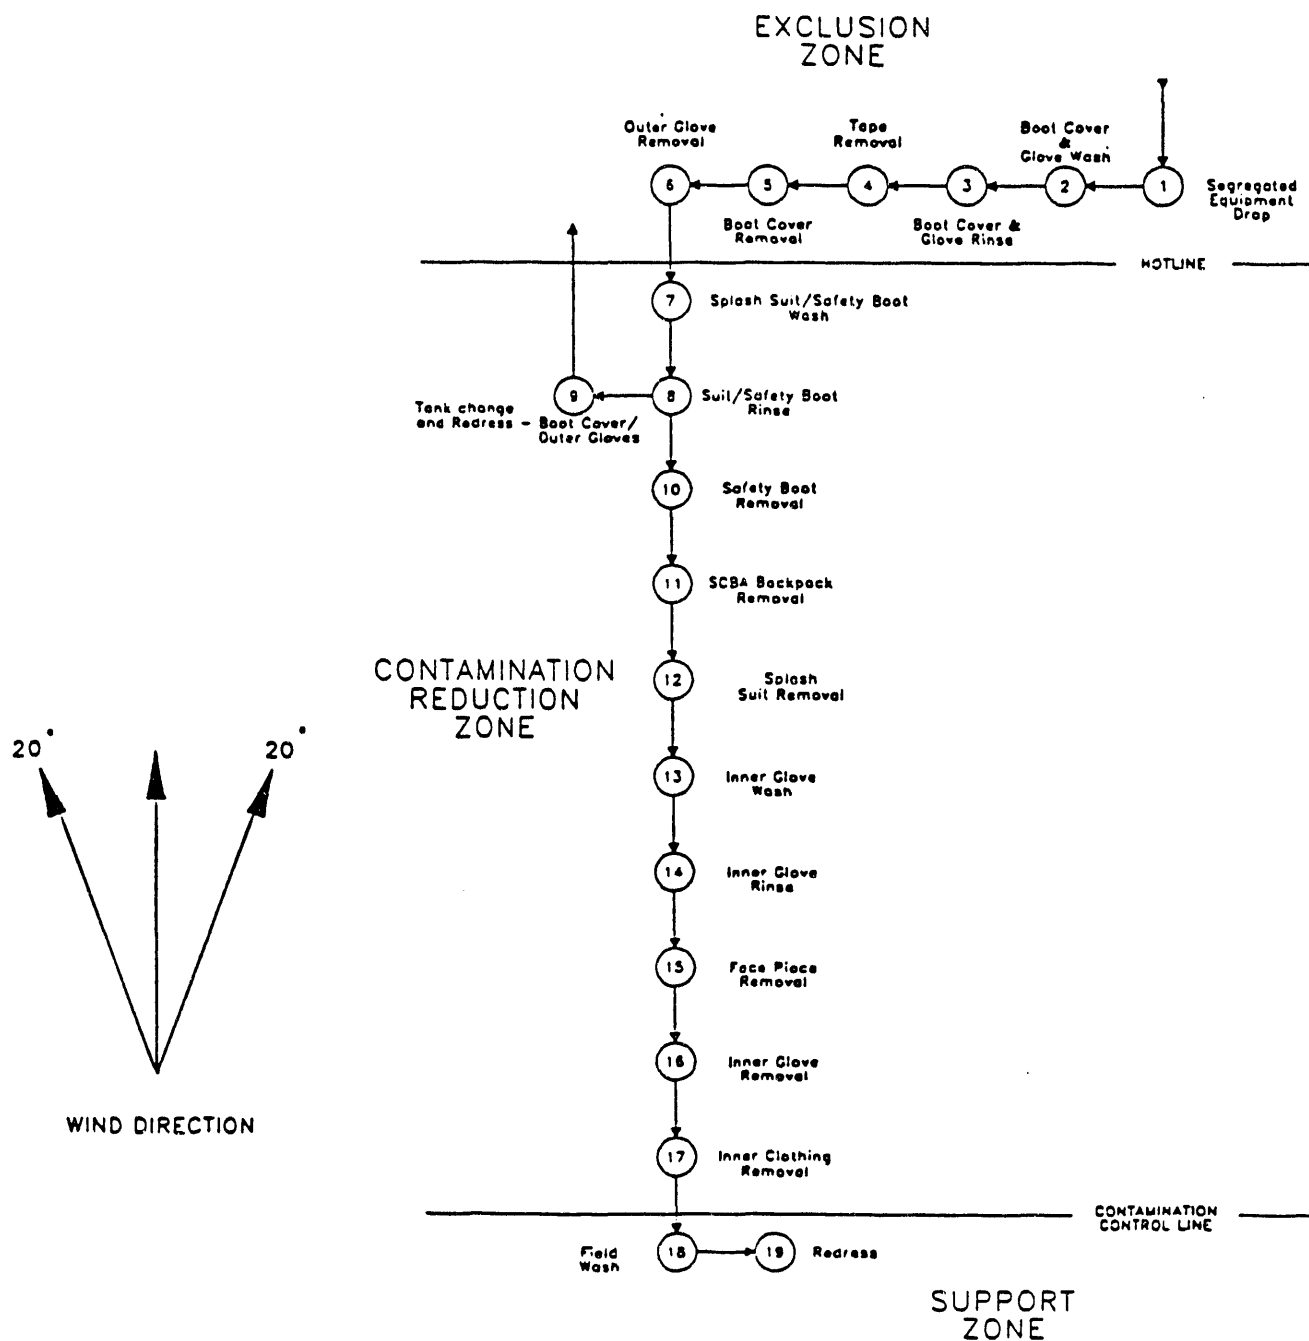 EXCLUSION
ZONE
Outer Glove
Removal
Tape
Removal
Boot Cover
&
Glove Wash
6
5
4
3
2
1
Segregated
Equipment
Drop
Boot Cover
Removal
Boot Cover &
Glove Rinse
HOTLINE
7
Splash Suit/Safety Boot
Wash
9
8
Suit/Safety Boot
Rinse
Tank change
and Redress - Boot Cover/
Outer Gloves
10
Safety Boot
Removal
11
SCBA Backpack
Removal
CONTAMINATION
REDUCTION
ZONE
12
Splash
Suit Removal
20°
20°
13
Inner Glove
Wash
14
Inner Glove
Rinse
15
Face Piece
Removal
16
Inner Glove
Removal
WIND DIRECTION
17
Inner Clothing
Removal
CONTAMINATION
CONTROL LINE
Field
Wash
18
19
Redress
SUPPORT
ZONE